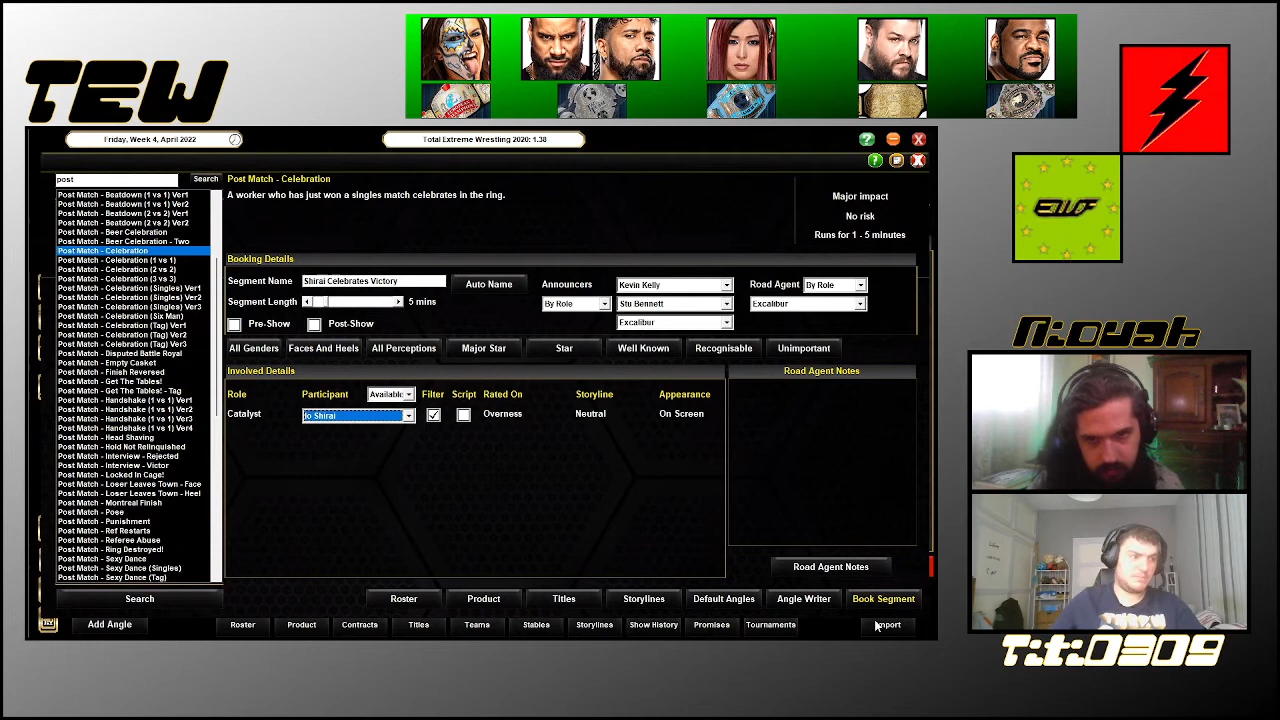 TEW
Friday, Week 4, April 2022
Total Extreme Wrestling 2020: 1.38
post
Search
Post Match - Beatdown (1 vs 1) Ver1
Post Match - Beatdown (1 vs 1) Ver2
Post Match - Beatdown (2 vs 2) Ver1
Post Match - Beatdown (2 vs 2) Ver2
Post Match - Beer Celebration
Post Match - Beer Celebration - Two
Post Match - Celebration
Post Match - Celebration (1 vs 1)
Post Match - Celebration (2 vs 2)
Post Match - Celebration (3 vs 3)
Post Match - Celebration (Singles) Ver1
Post Match - Celebration (Singles) Ver2
Post Match - Celebration (Singles) Ver3
Post Match - Celebration (Six Man)
Post Match - Celebration (Tag) Ver1
Post Match - Celebration (Tag) Ver2
Post Match - Celebration (Tag) Ver3
Post Match - Disputed Battle Royal
Post Match - Empty Casket
Post Match - Finish Reversed
Post Match - Get The Tables!
Post Match - Get The Tables! - Tag
Post Match - Handshake (1 vs 1) Ver1
Post Match - Handshake (1 vs 1) Ver2
Post Match - Handshake (1 vs 1) Ver3
Post Match - Handshake (1 vs 1) Ver4
Post Match - Head Shaving
Post Match - Hold Not Relinquished
Post Match - Interview - Rejected
Post Match - Interview - Victor
Post Match - Locked In Cage!
Post Match - Loser Leaves Town - Face
Post Match - Loser Leaves Town - Heel
Post Match - Montreal Finish
Post Match - Pose
Post Match - Punishment
Post Match - Ref Restarts
Post Match - Referee Abuse
Post Match - Ring Destroyed!
Post Match - Sexy Dance
Post Match - Sexy Dance (Singles)
Post Match - Sexy Dance (Tag)
Search
Add Angle
Post Match - Celebration
A worker who has just won a singles match celebrates in the ring.
Major impact
No risk
Runs for 1 - 5 minutes
Booking Details
Segment Name Shirai Celebrates Victory Auto Name Announcers Kevin Kelly Road Agent By Role
Segment Length 5 mins By Role Stu Bennett Excalibur
Pre-Show Post-Show Excalibur
All Genders Faces And Heels All Perceptions Major Star Star Well Known Recognisable Unimportant
Involved Details Road Agent Notes
Role Participant Available Filter Script Rated On Storyline Appearance
Catalyst Io Shirai Overness Neutral On Screen
Road Agent Notes
Roster Product Titles Storylines Default Angles Angle Writer Book Segment
Roster Product Contracts Titles Teams Stables Storylines Show History Promises Tournaments Import
EWF
T:t:0309